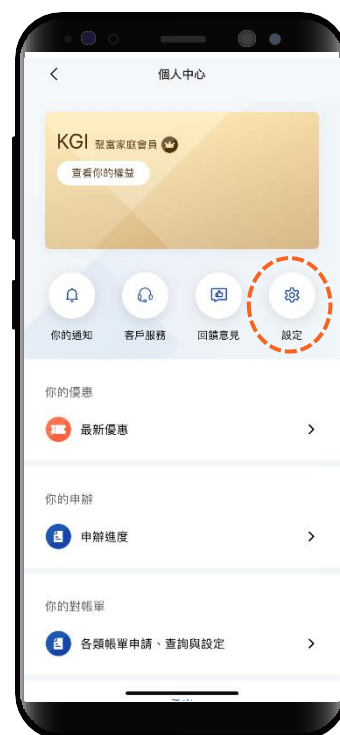 個人中心
KGI 聚富家庭會員
查看你的權益
你的通知 客戶服務 回饋意見 設定
你的優惠
最新優惠
你的申辦
申辦進度
你的對帳單
各類帳單申請、查詢與設定